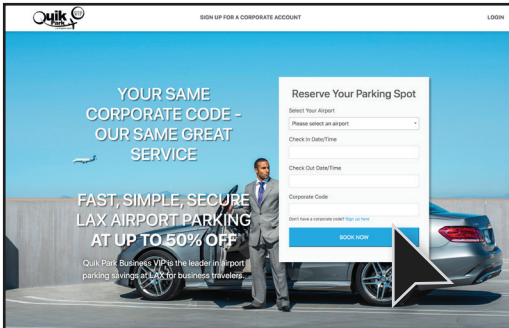 Quik
Park
VIP
SIGN UP FOR A CORPORATE ACCOUNT
LOGIN
YOUR SAME
CORPORATE CODE -
OUR SAME GREAT
SERVICE
FAST, SIMPLE, SECURE
LAX AIRPORT PARKING
AT UP TO 50% OFF
Quik Park Business VIP is the leader in airport
parking savings at LAX for business travelers.
Reserve Your Parking Spot
Select Your Airport
Please select an airport
Check In Date/Time
Check Out Date/Time
Corporate Code
Don't have a corporate code? Sign up here
BOOK NOW